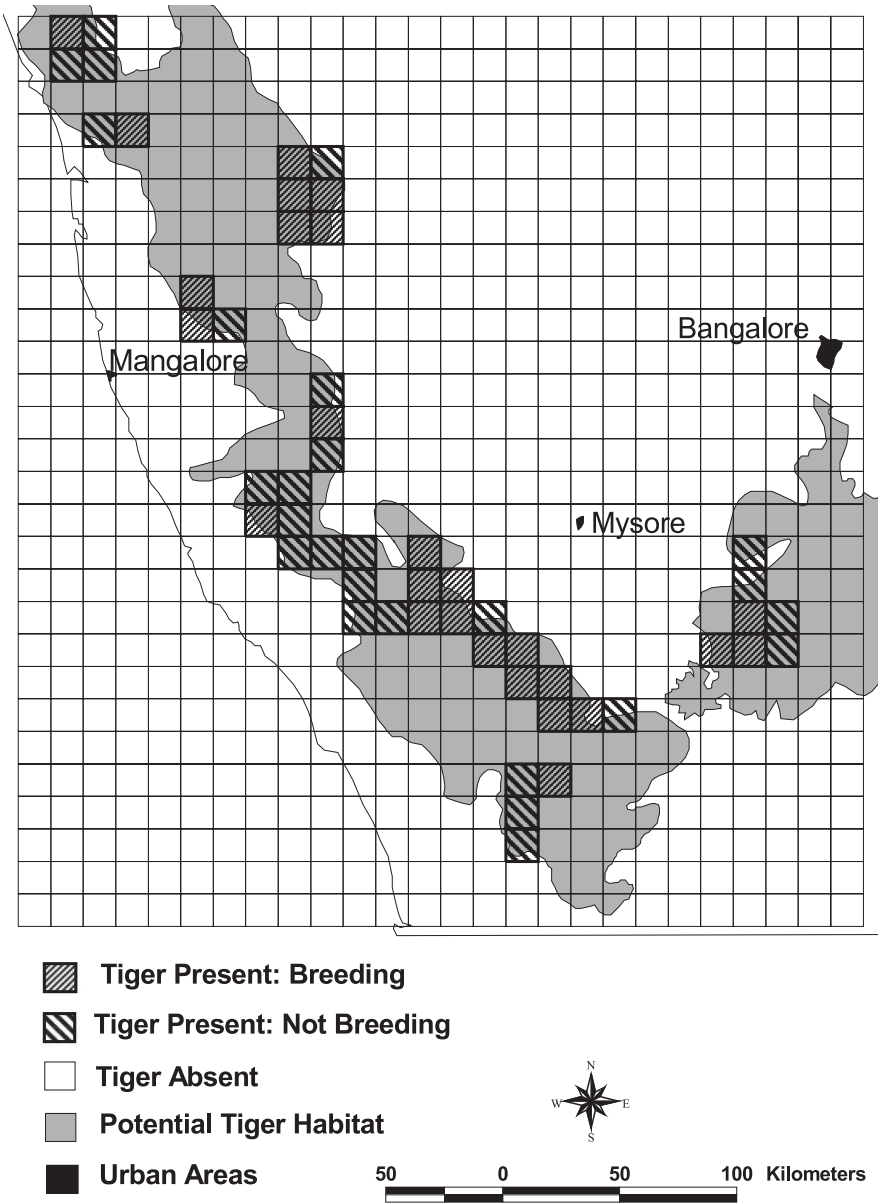 Bangalore
Mangalore
Mysore
Tiger Present: Breeding
Tiger Present: Not Breeding
Tiger Absent
Potential Tiger Habitat
Urban Areas
N
W E
S
50 0 50 100 Kilometers